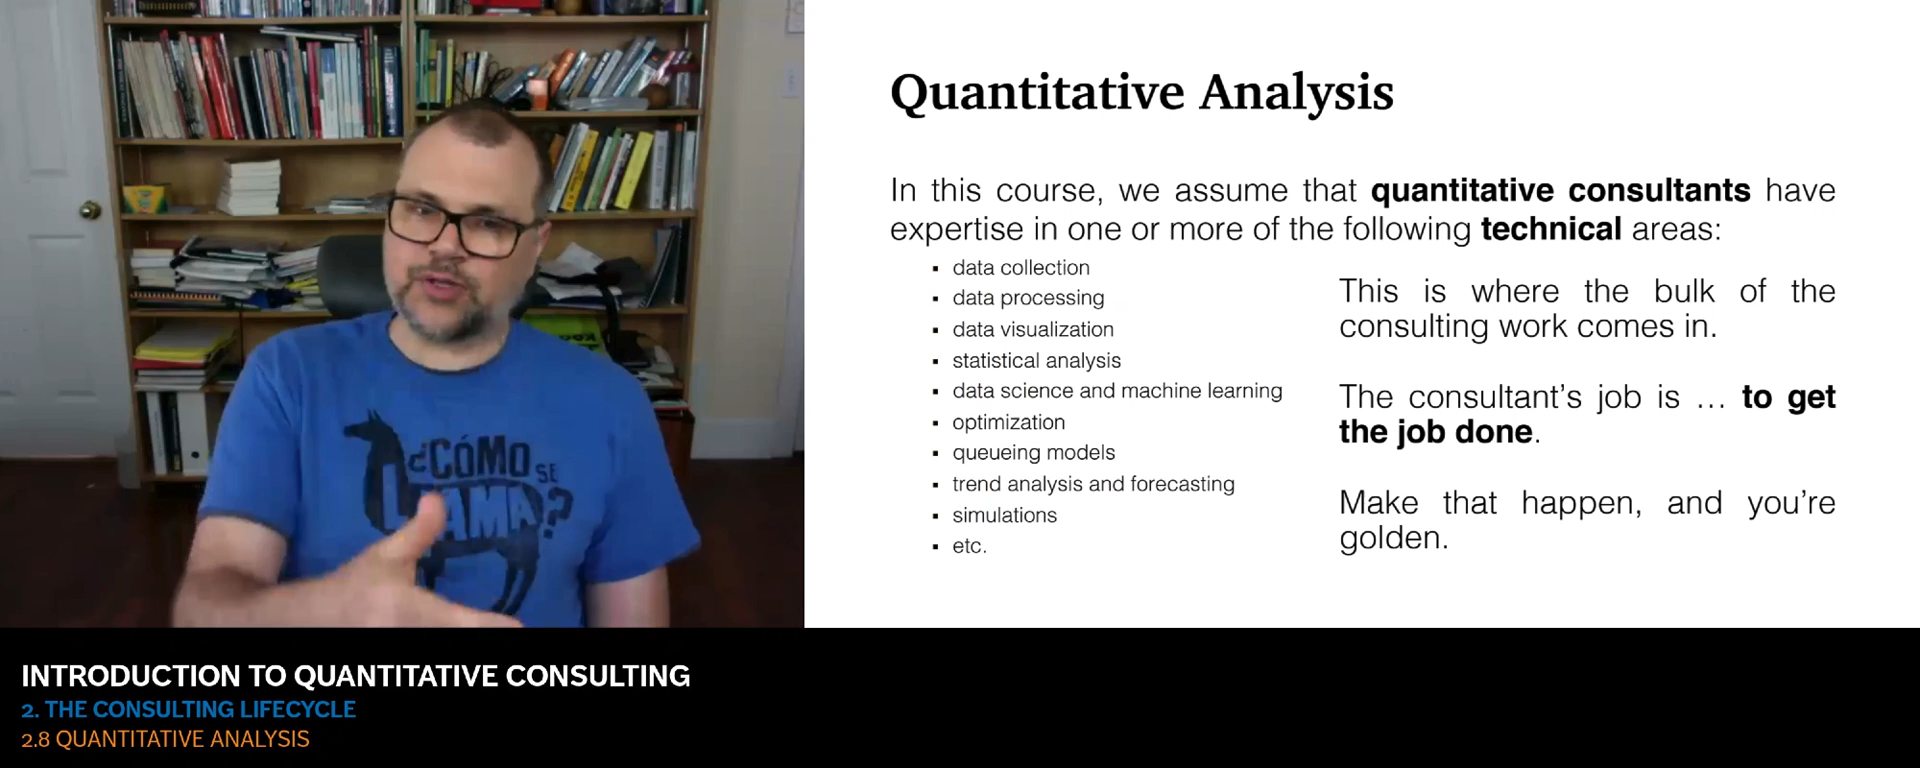 ¿CÓMO SE
LLAMA?
Quantitative Analysis
In this course, we assume that quantitative consultants have
expertise in one or more of the following technical areas:
▪ data collection
▪ data processing
▪ data visualization
▪ statistical analysis
▪ data science and machine learning
▪ optimization
▪ queueing models
▪ trend analysis and forecasting
▪ simulations
▪ etc.
This is where the bulk of the
consulting work comes in.
The consultant's job is … to get
the job done.
Make that happen, and you're
golden.
INTRODUCTION TO QUANTITATIVE CONSULTING
2. THE CONSULTING LIFECYCLE
2.8 QUANTITATIVE ANALYSIS